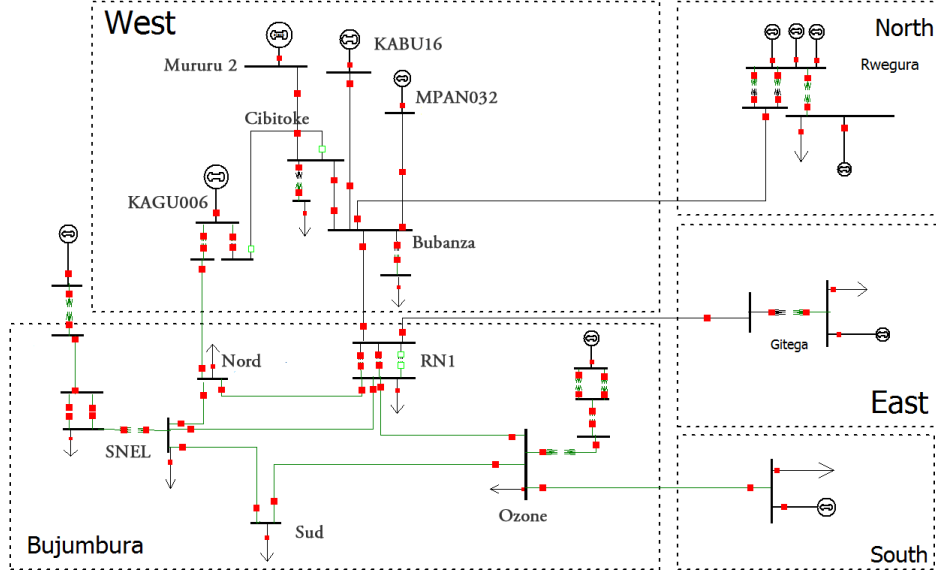 West
North
KABU16
Mururu 2
Rwegura
MPAN032
Cibitoke
KAGU006
Bubanza
Gitega
Nord
RN1
East
SNEL
Ozone
Sud
Bujumbura
South